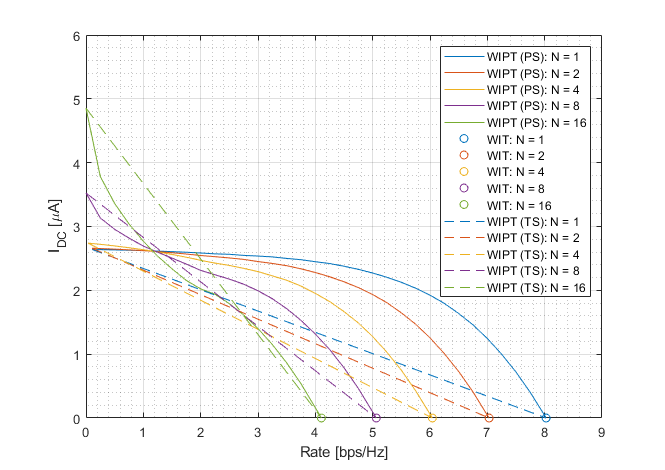 6
5
4
3
2
1
0
I_DC [μA]
0 1 2 3 4 5 6 7 8 9
Rate [bps/Hz]
WIPT (PS): N = 1
WIPT (PS): N = 2
WIPT (PS): N = 4
WIPT (PS): N = 8
WIPT (PS): N = 16
WIT: N = 1
WIT: N = 2
WIT: N = 4
WIT: N = 8
WIT: N = 16
WIPT (TS): N = 1
WIPT (TS): N = 2
WIPT (TS): N = 4
WIPT (TS): N = 8
WIPT (TS): N = 16